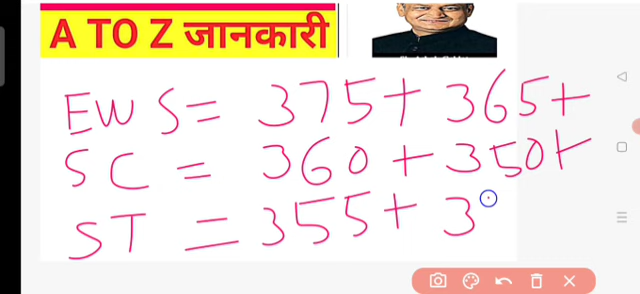 A TO Z जानकारी
EWS= 375+ 365+
SC = 360+350+
ST = 355+ 3